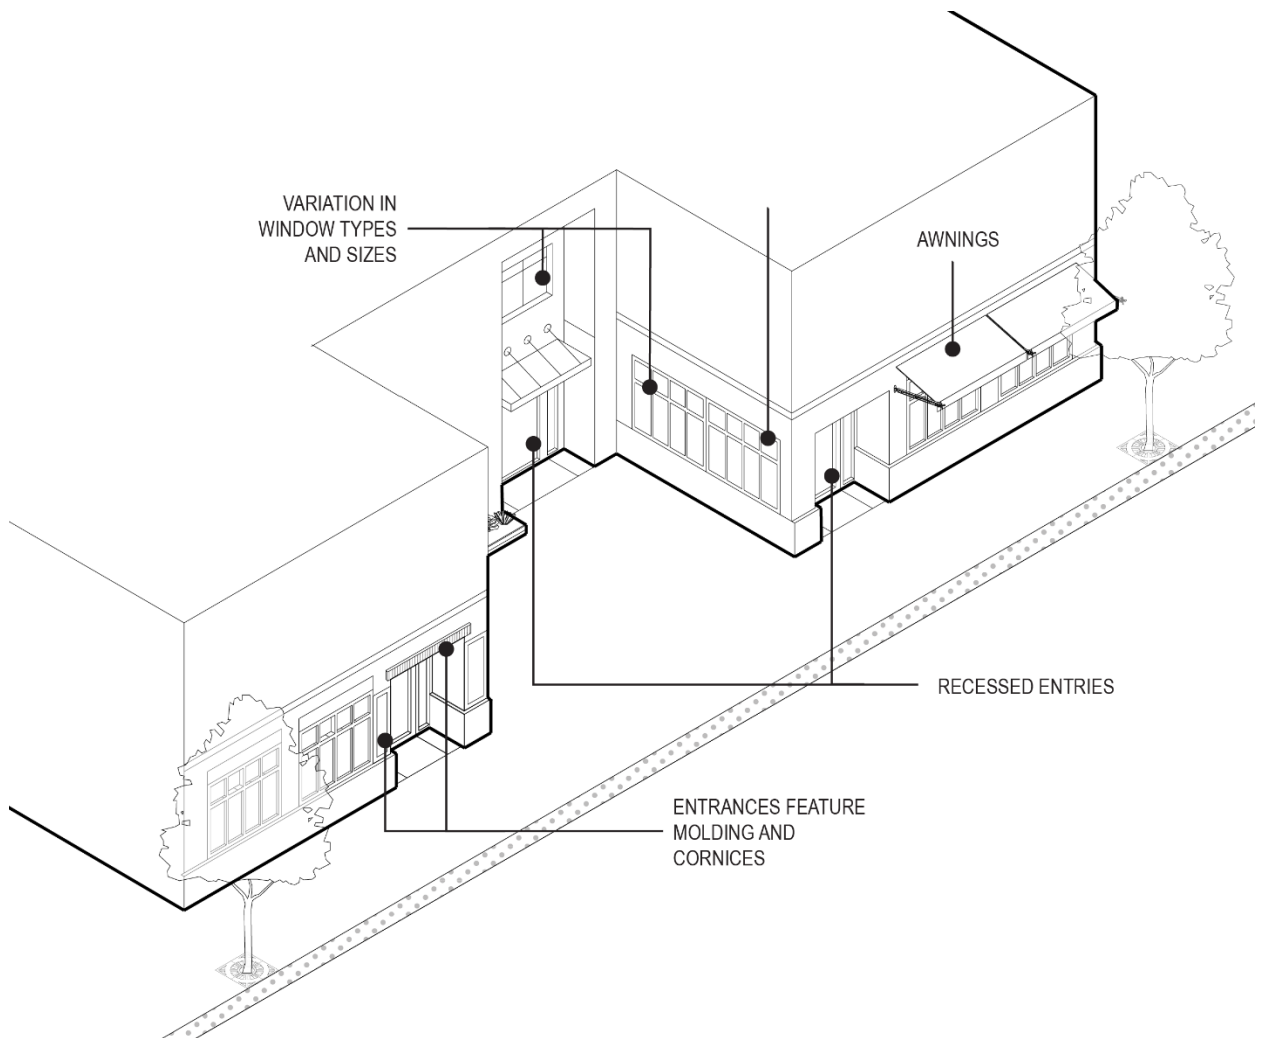 VARIATION IN
WINDOW TYPES
AND SIZES
AWNINGS
RECESSED ENTRIES
ENTRANCES FEATURE
MOLDING AND
CORNICES